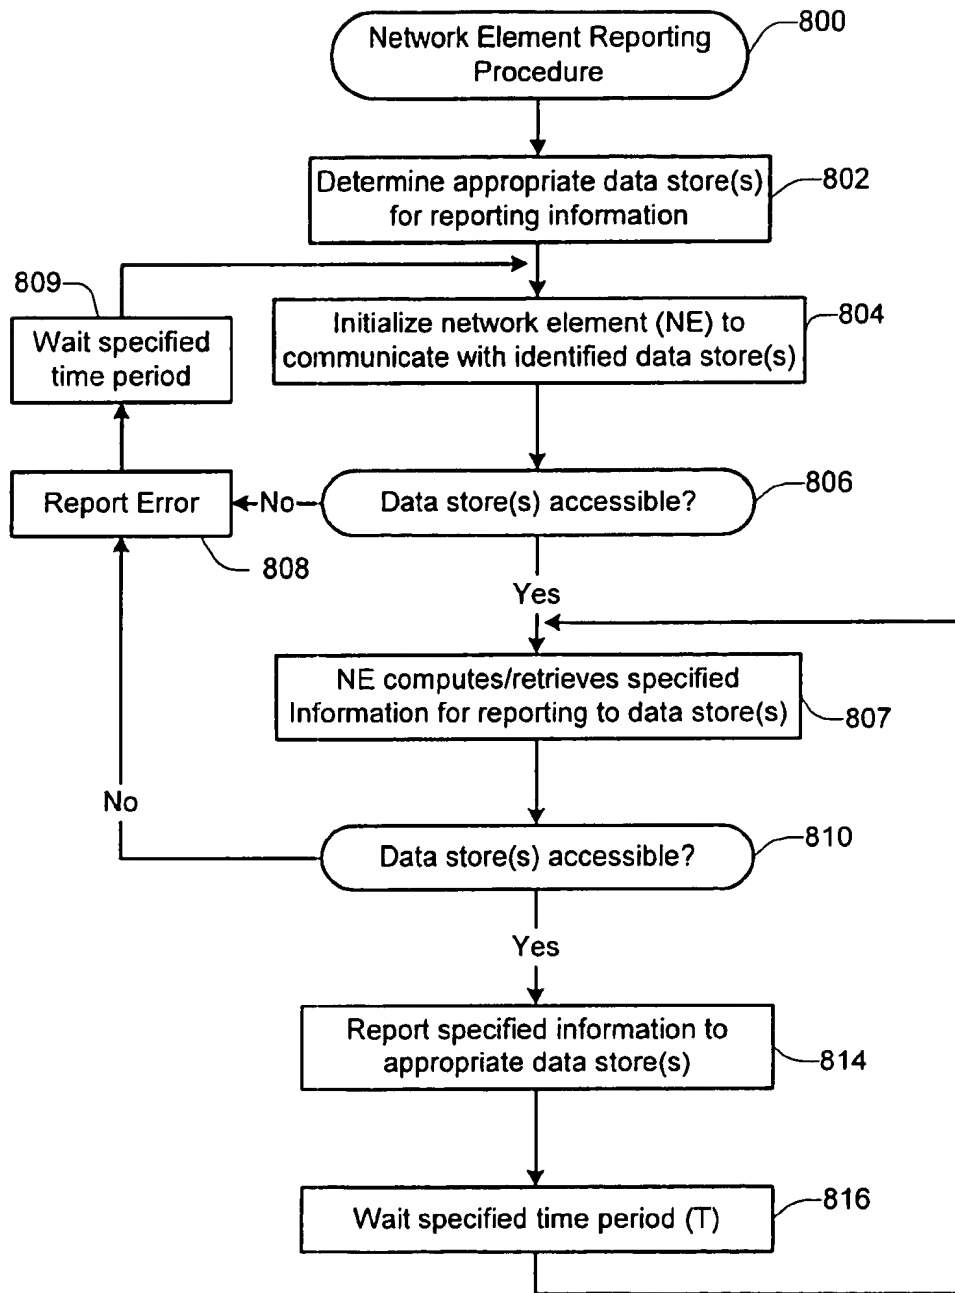 Network Element Reporting
Procedure
800
Determine appropriate data store(s)
for reporting information
802
809
Wait specified
time period
Initialize network element (NE) to
communicate with identified data store(s)
804
Report Error
No
Data store(s) accessible?
806
808
Yes
NE computes/retrieves specified
Information for reporting to data store(s)
807
No
Data store(s) accessible?
810
Yes
Report specified information to
appropriate data store(s)
814
Wait specified time period (T)
816